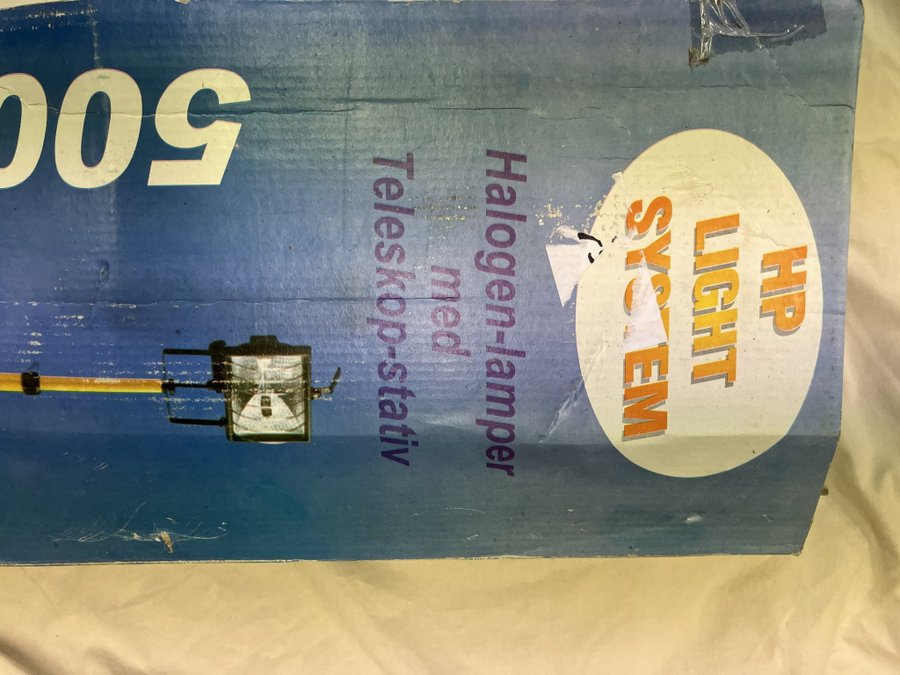 HP
LIGHT
SYSTEM
Halogen-lamper
med
Teleskop-stativ
500